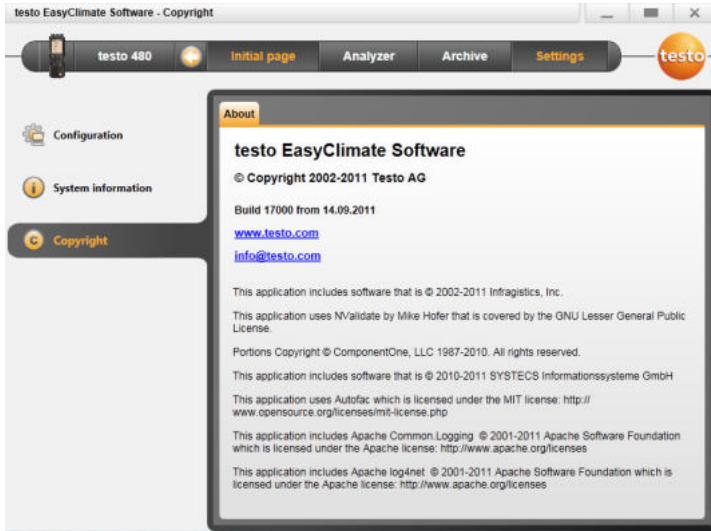 testo EasyClimate Software - Copyright
testo 480
Initial page
Analyzer
Archive
Settings
testo
Configuration
System information
C
Copyright
About
testo EasyClimate Software
© Copyright 2002-2011 Testo AG
Build 17000 from 14.09.2011
www.testo.com
info@testo.com
This application includes software that is © 2002-2011 Infragistics, Inc.
This application uses NValidate by Mike Hofer that is covered by the GNU Lesser General Public
License.
Portions Copyright © ComponentOne, LLC 1987-2010. All rights reserved.
This application includes software that is © 2010-2011 SYSTECS Informationssysteme GmbH
This application uses Autofac which is licensed under the MIT license: http://
www.opensource.org/licenses/mit-license.php
This application includes Apache Common.Logging © 2001-2011 Apache Software Foundation
which is licensed under the Apache license: http://www.apache.org/licenses
This application includes Apache log4net © 2001-2011 Apache Software Foundation which is
licensed under the Apache license: http://www.apache.org/licenses